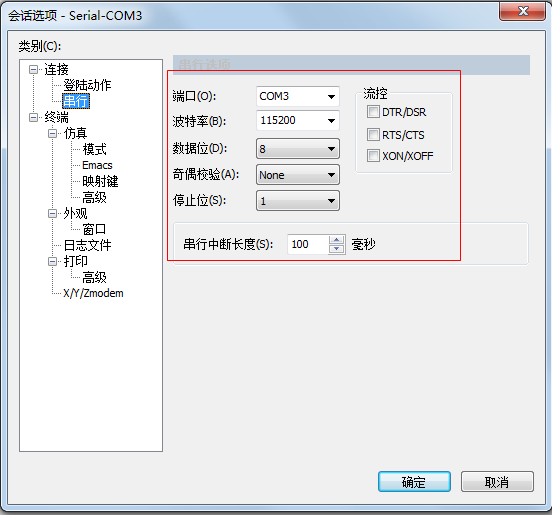 会话选项 - Serial-COM3
类别(C):
连接
登陆动作
串行
终端
仿真
模式
Emacs
映射键
高级
外观
窗口
日志文件
打印
高级
X/Y/Zmodem
串行选项
端口(O): COM3
波特率(B): 115200
数据位(D): 8
奇偶校验(A): None
停止位(S): 1
流控
DTR/DSR
RTS/CTS
XON/XOFF
串行中断长度(S): 100 毫秒
确定 取消